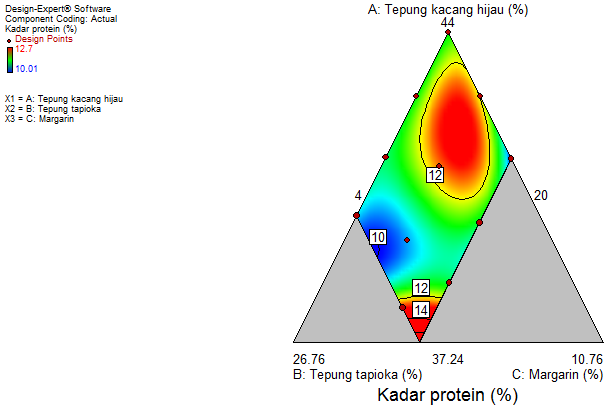 Design-Expert® Software
Component Coding: Actual
Kadar protein (%)
Design Points
12.7
10.01
X1 = A: Tepung kacang hijau
X2 = B: Tepung tapioka
X3 = C: Margarin
A: Tepung kacang hijau (%)
44
12
4
20
10
12
14
26.76
37.24
10.76
B: Tepung tapioka (%)
C: Margarin (%)
Kadar protein (%)